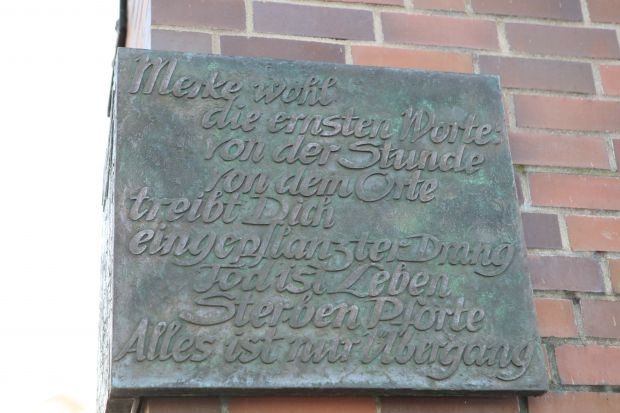 Merke wohl
die ernsten Worte:
von der Stunde
von dem Orte
treibt Dich
eingepflanzter Drang
Tod ist Leben
Sterben Pforte
Alles ist nur Übergang